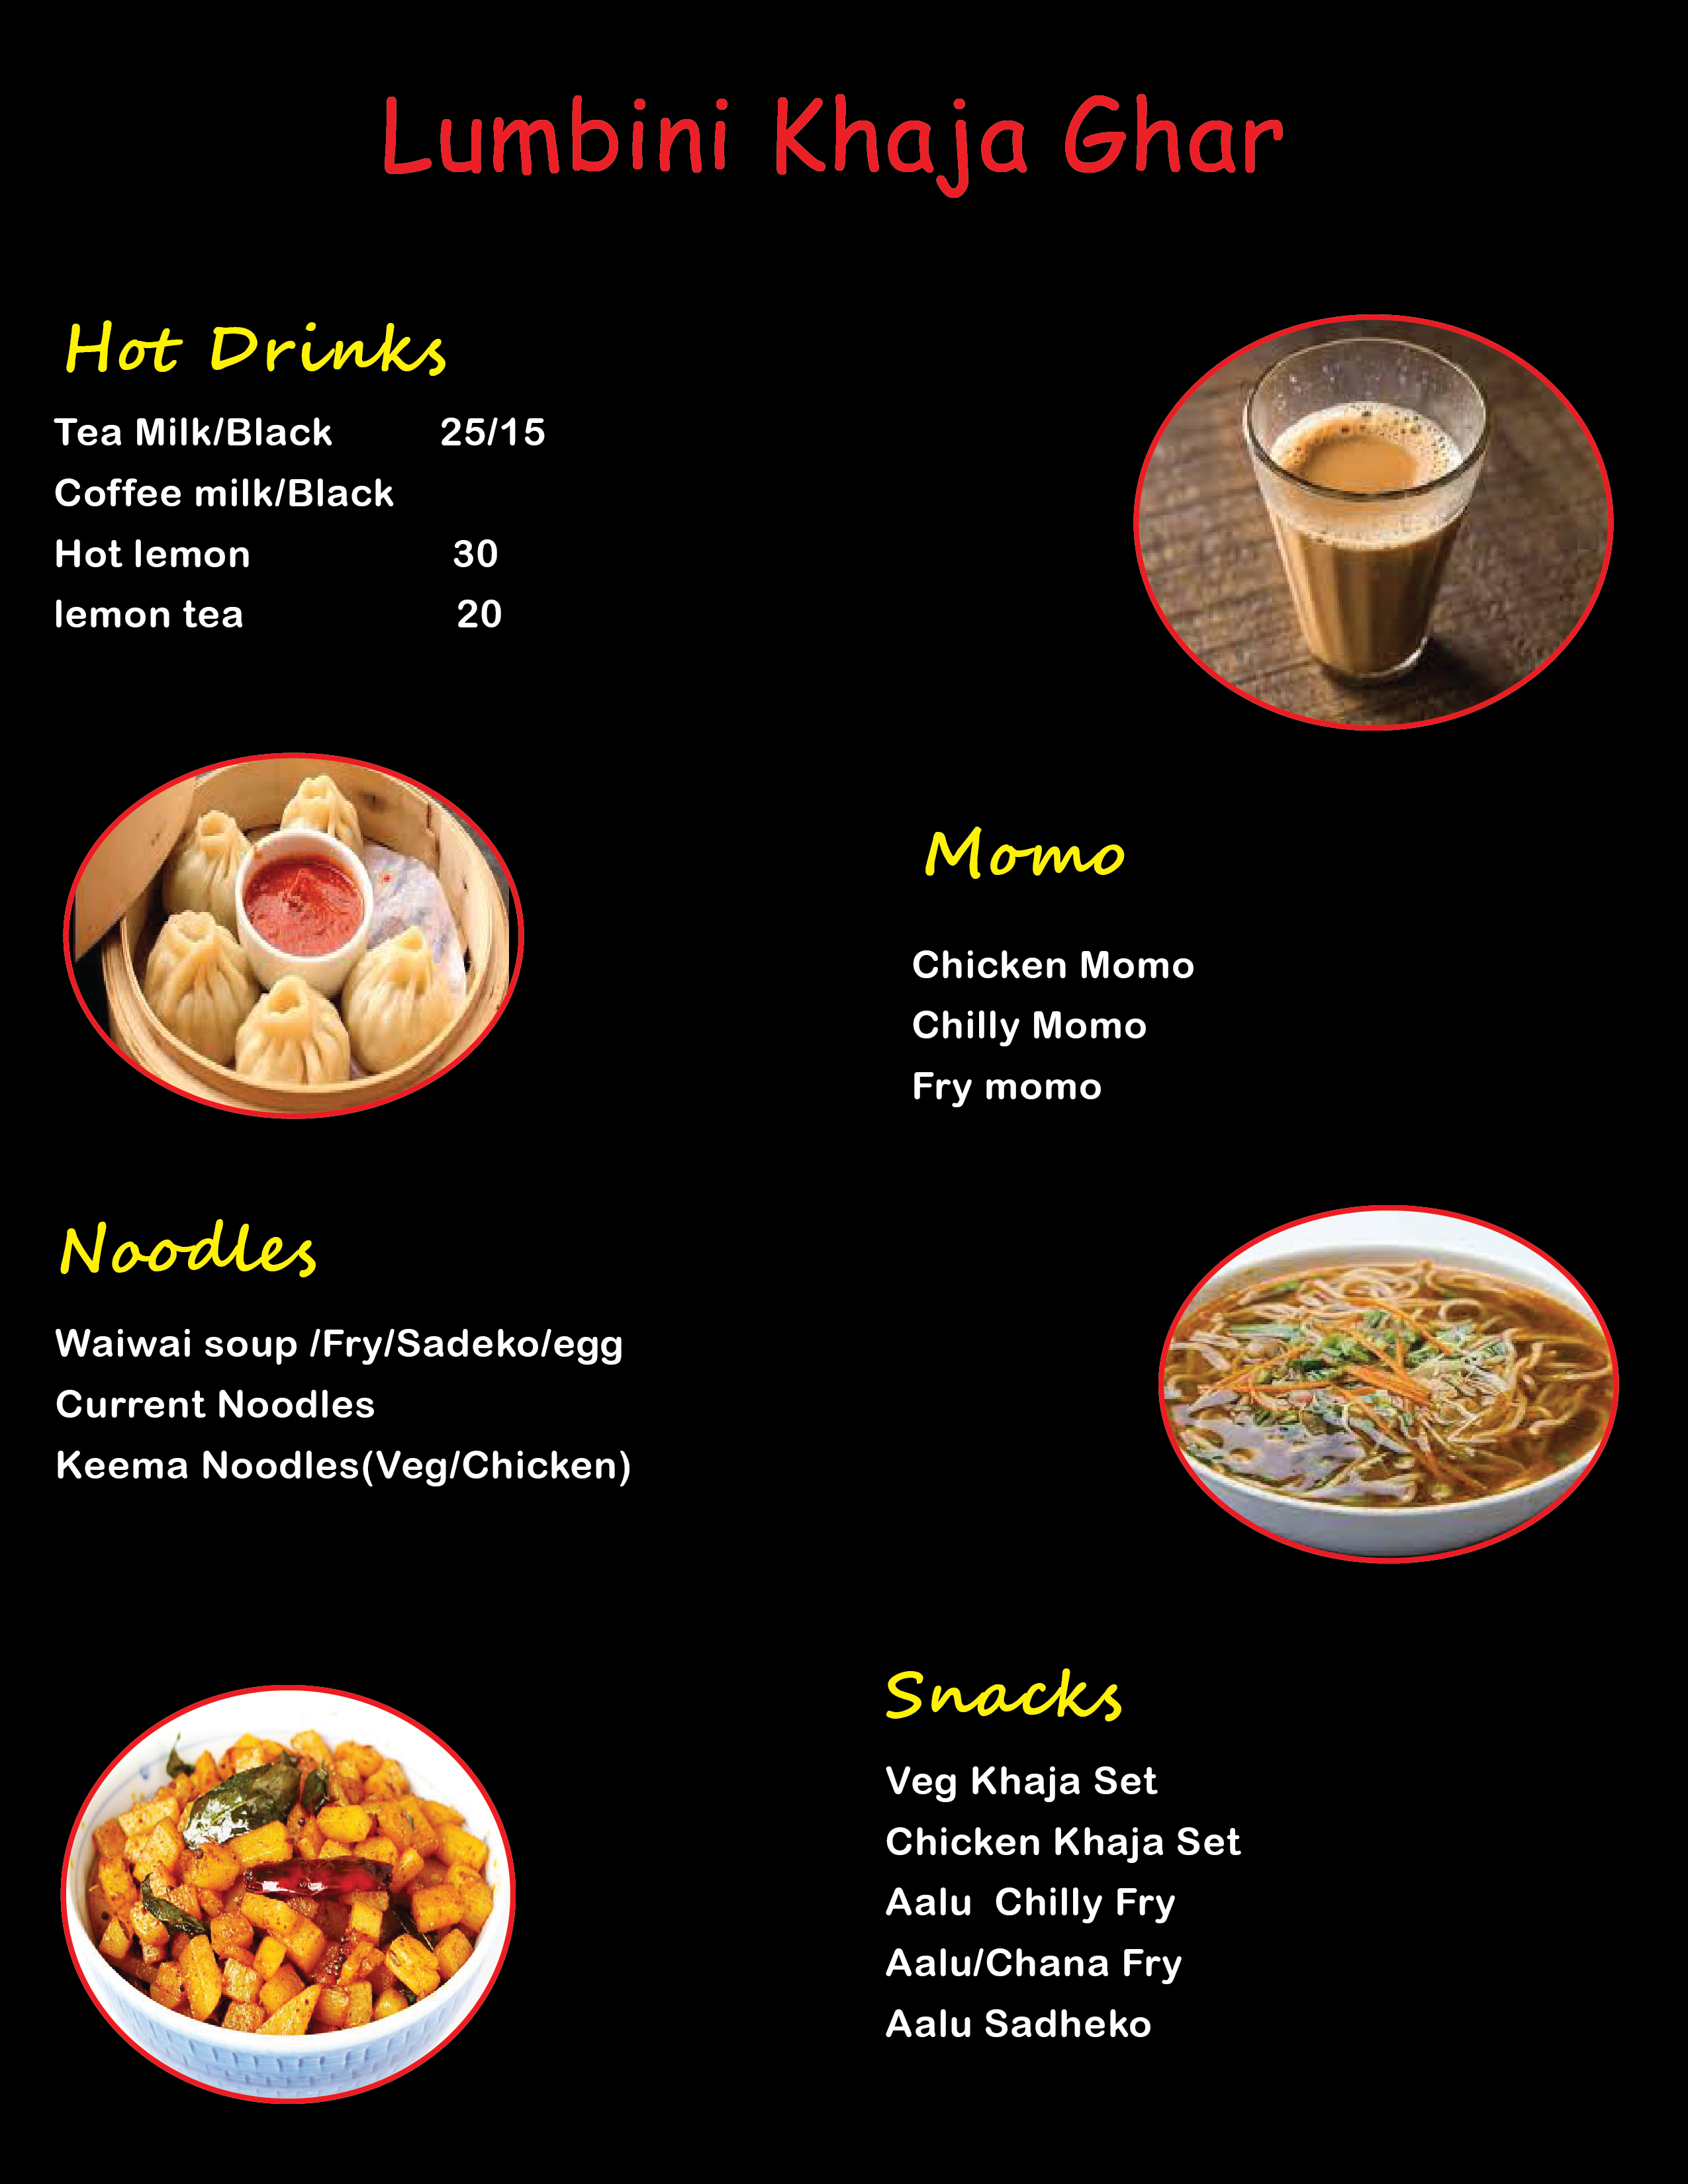 Lumbini Khaja Ghar
Hot Drinks
Tea Milk/Black 25/15
Coffee milk/Black
Hot lemon 30
lemon tea 20
Momo
Chicken Momo
Chilly Momo
Fry momo
Noodles
Waiwai soup /Fry/Sadeko/egg
Current Noodles
Keema Noodles(Veg/Chicken)
Snacks
Veg Khaja Set
Chicken Khaja Set
Aalu  Chilly Fry
Aalu/Chana Fry
Aalu Sadheko